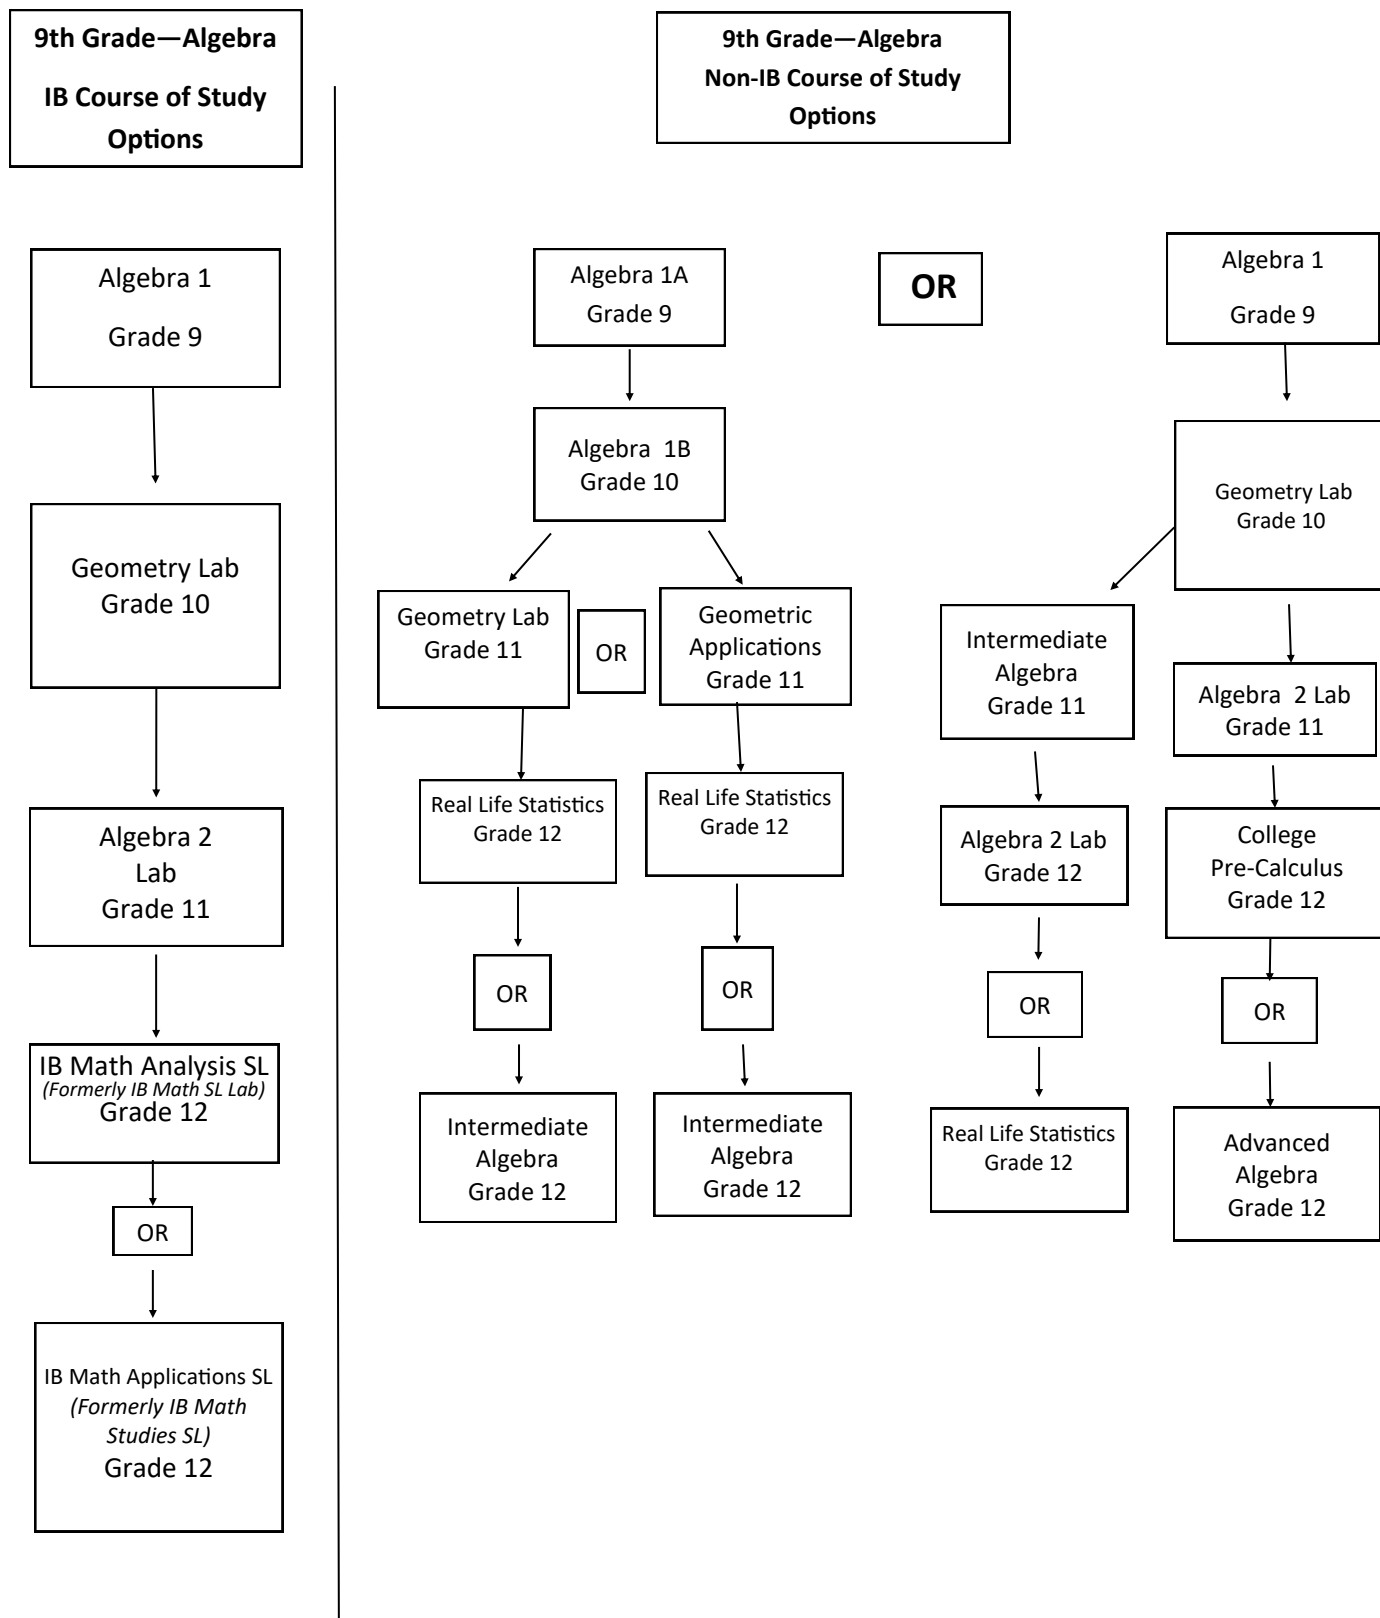 9th Grade—Algebra
IB Course of Study
Options
9th Grade—Algebra
Non-IB Course of Study
Options
Algebra 1
Grade 9
Geometry Lab
Grade 10
Algebra 2
Lab
Grade 11
IB Math Analysis SL
(Formerly IB Math SL Lab)
Grade 12
OR
IB Math Applications SL
(Formerly IB Math
Studies SL)
Grade 12
Algebra 1A
Grade 9
OR
Algebra 1
Grade 9
Algebra 1B
Grade 10
Geometry Lab
Grade 11
OR
Geometric
Applications
Grade 11
Real Life Statistics
Grade 12
Real Life Statistics
Grade 12
OR
OR
Intermediate
Algebra
Grade 12
Intermediate
Algebra
Grade 12
Geometry Lab
Grade 10
Intermediate
Algebra
Grade 11
Algebra 2 Lab
Grade 11
Algebra 2 Lab
Grade 12
College
Pre-Calculus
Grade 12
OR
OR
Real Life Statistics
Grade 12
Advanced
Algebra
Grade 12